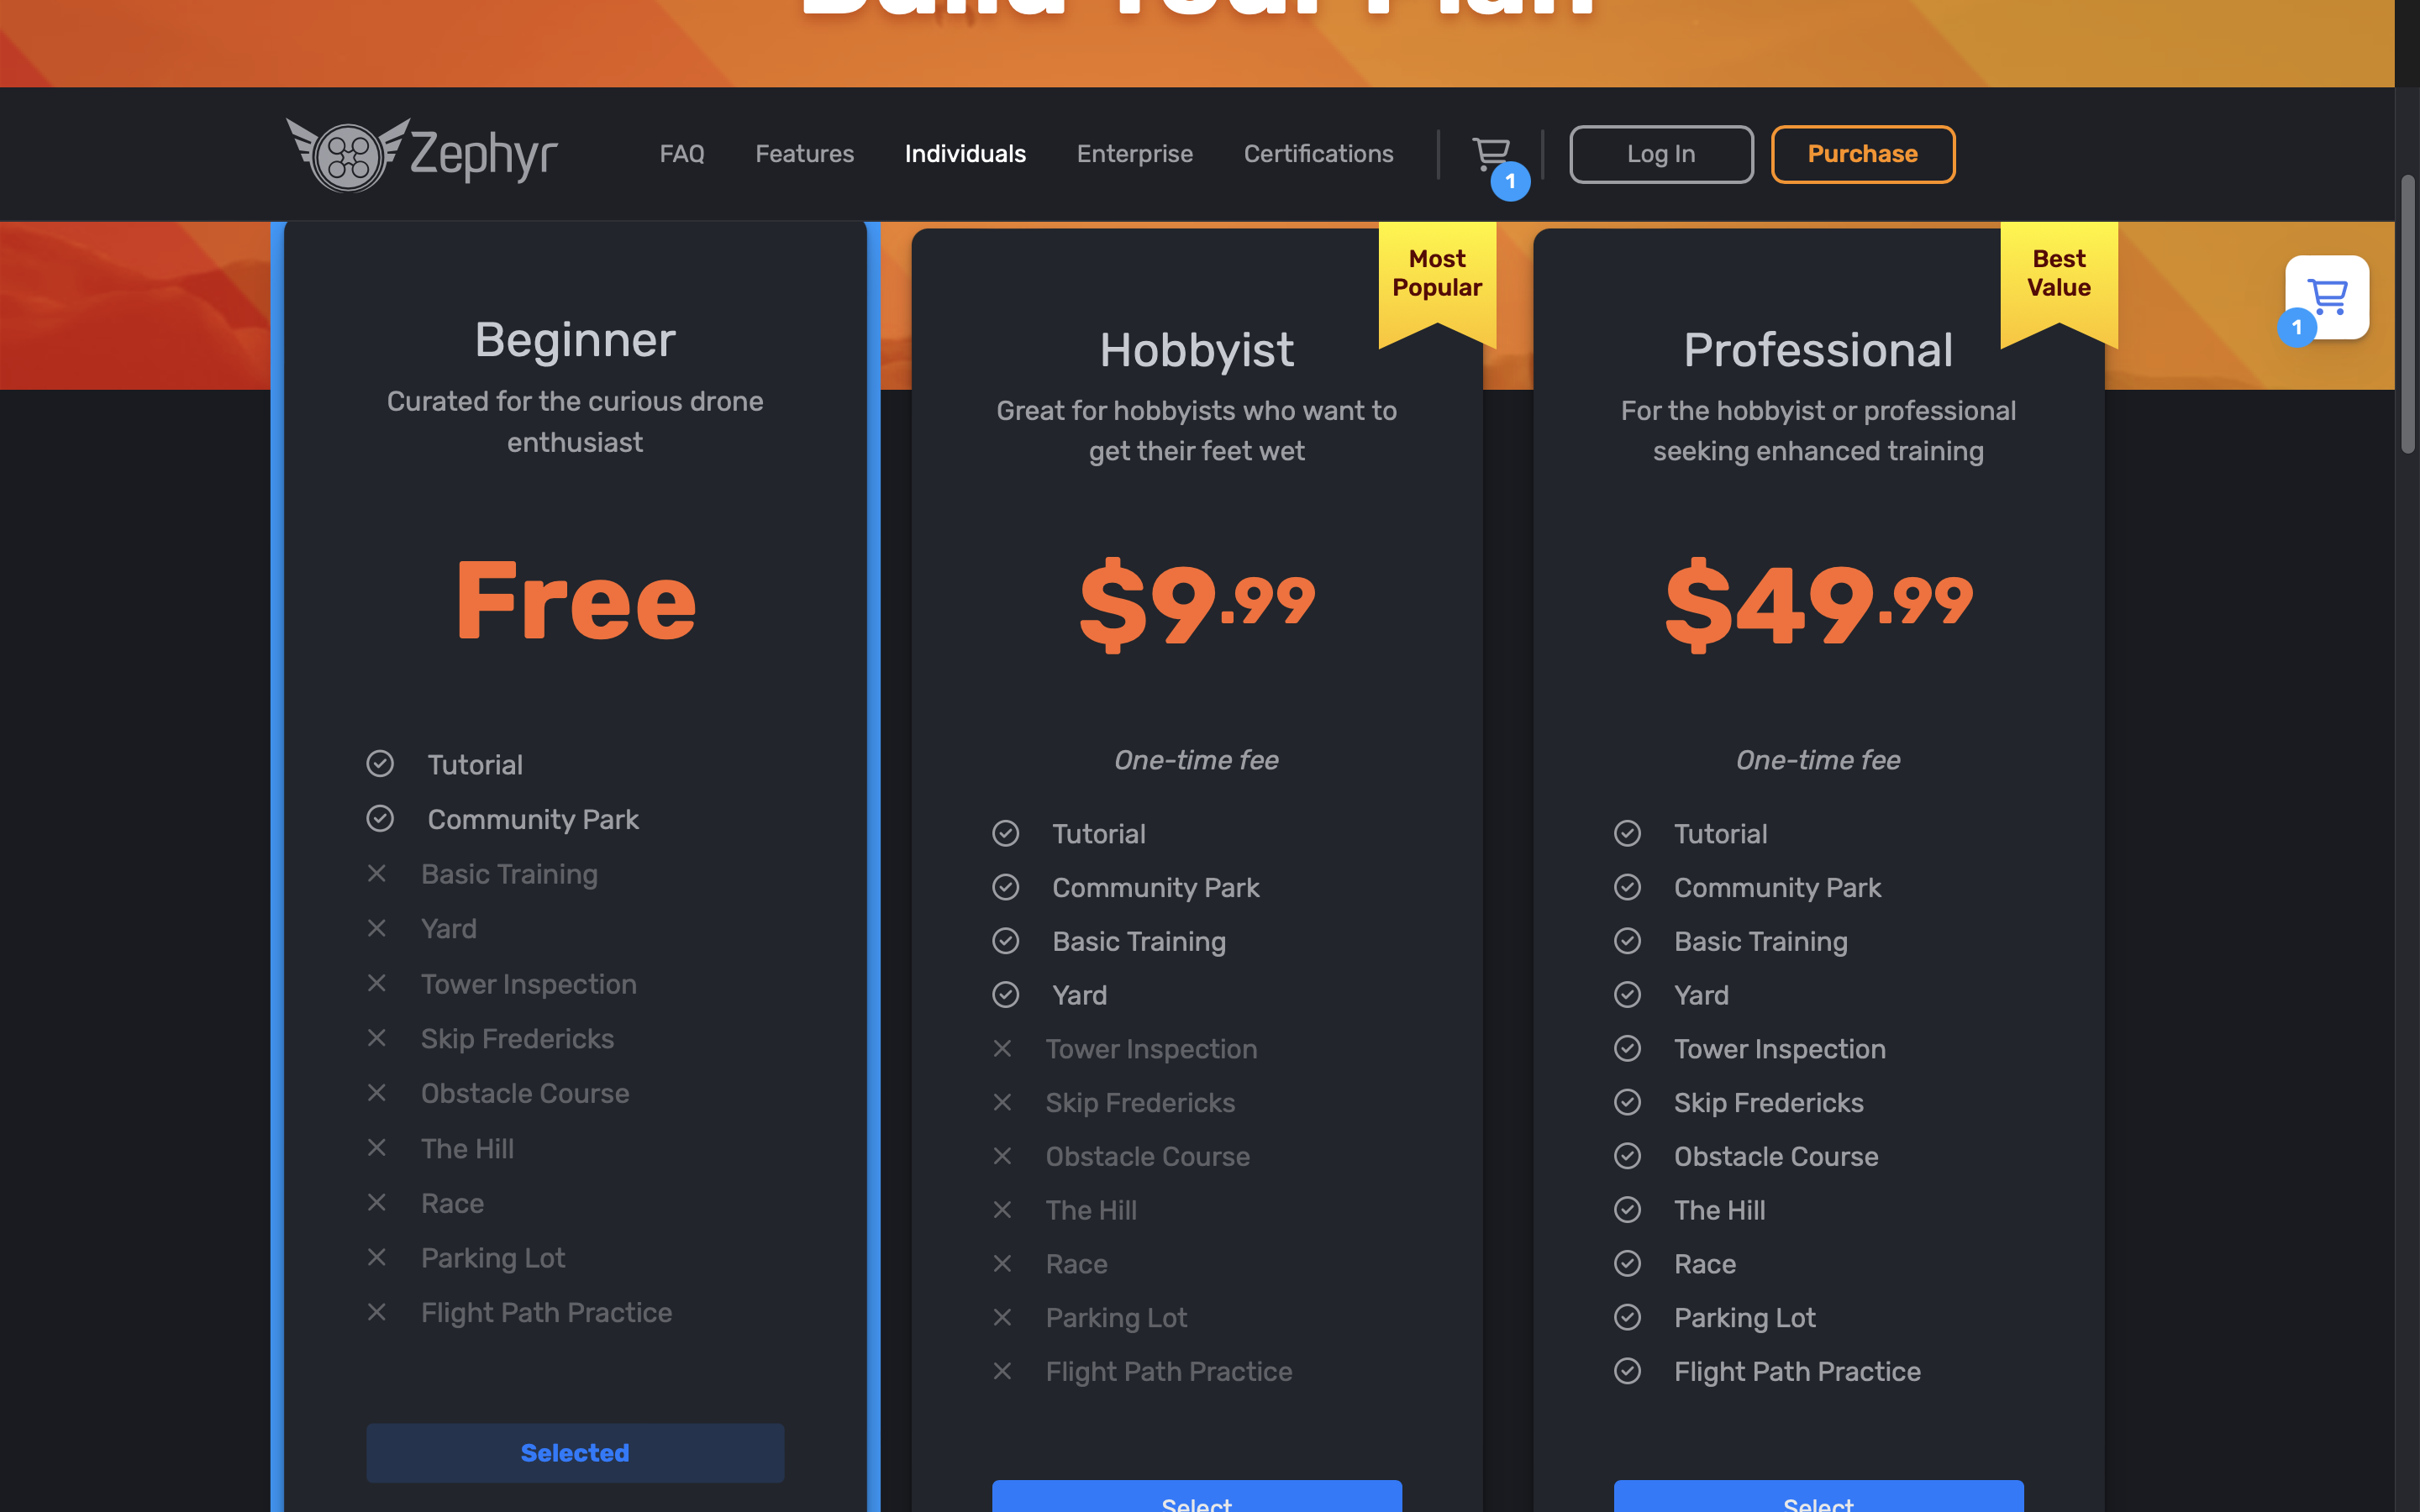 Build Your Plan
Zephyr
FAQ
Features
Individuals
Enterprise
Certifications
1
Log In
Purchase
1
Beginner
Curated for the curious drone
enthusiast
Free
Tutorial
Community Park
Basic Training
Yard
Tower Inspection
Skip Fredericks
Obstacle Course
The Hill
Race
Parking Lot
Flight Path Practice
Selected
Most
Popular
Hobbyist
Great for hobbyists who want to
get their feet wet
$9.99
One-time fee
Tutorial
Community Park
Basic Training
Yard
Tower Inspection
Skip Fredericks
Obstacle Course
The Hill
Race
Parking Lot
Flight Path Practice
Select
Best
Value
Professional
For the hobbyist or professional
seeking enhanced training
$49.99
One-time fee
Tutorial
Community Park
Basic Training
Yard
Tower Inspection
Skip Fredericks
Obstacle Course
The Hill
Race
Parking Lot
Flight Path Practice
Select